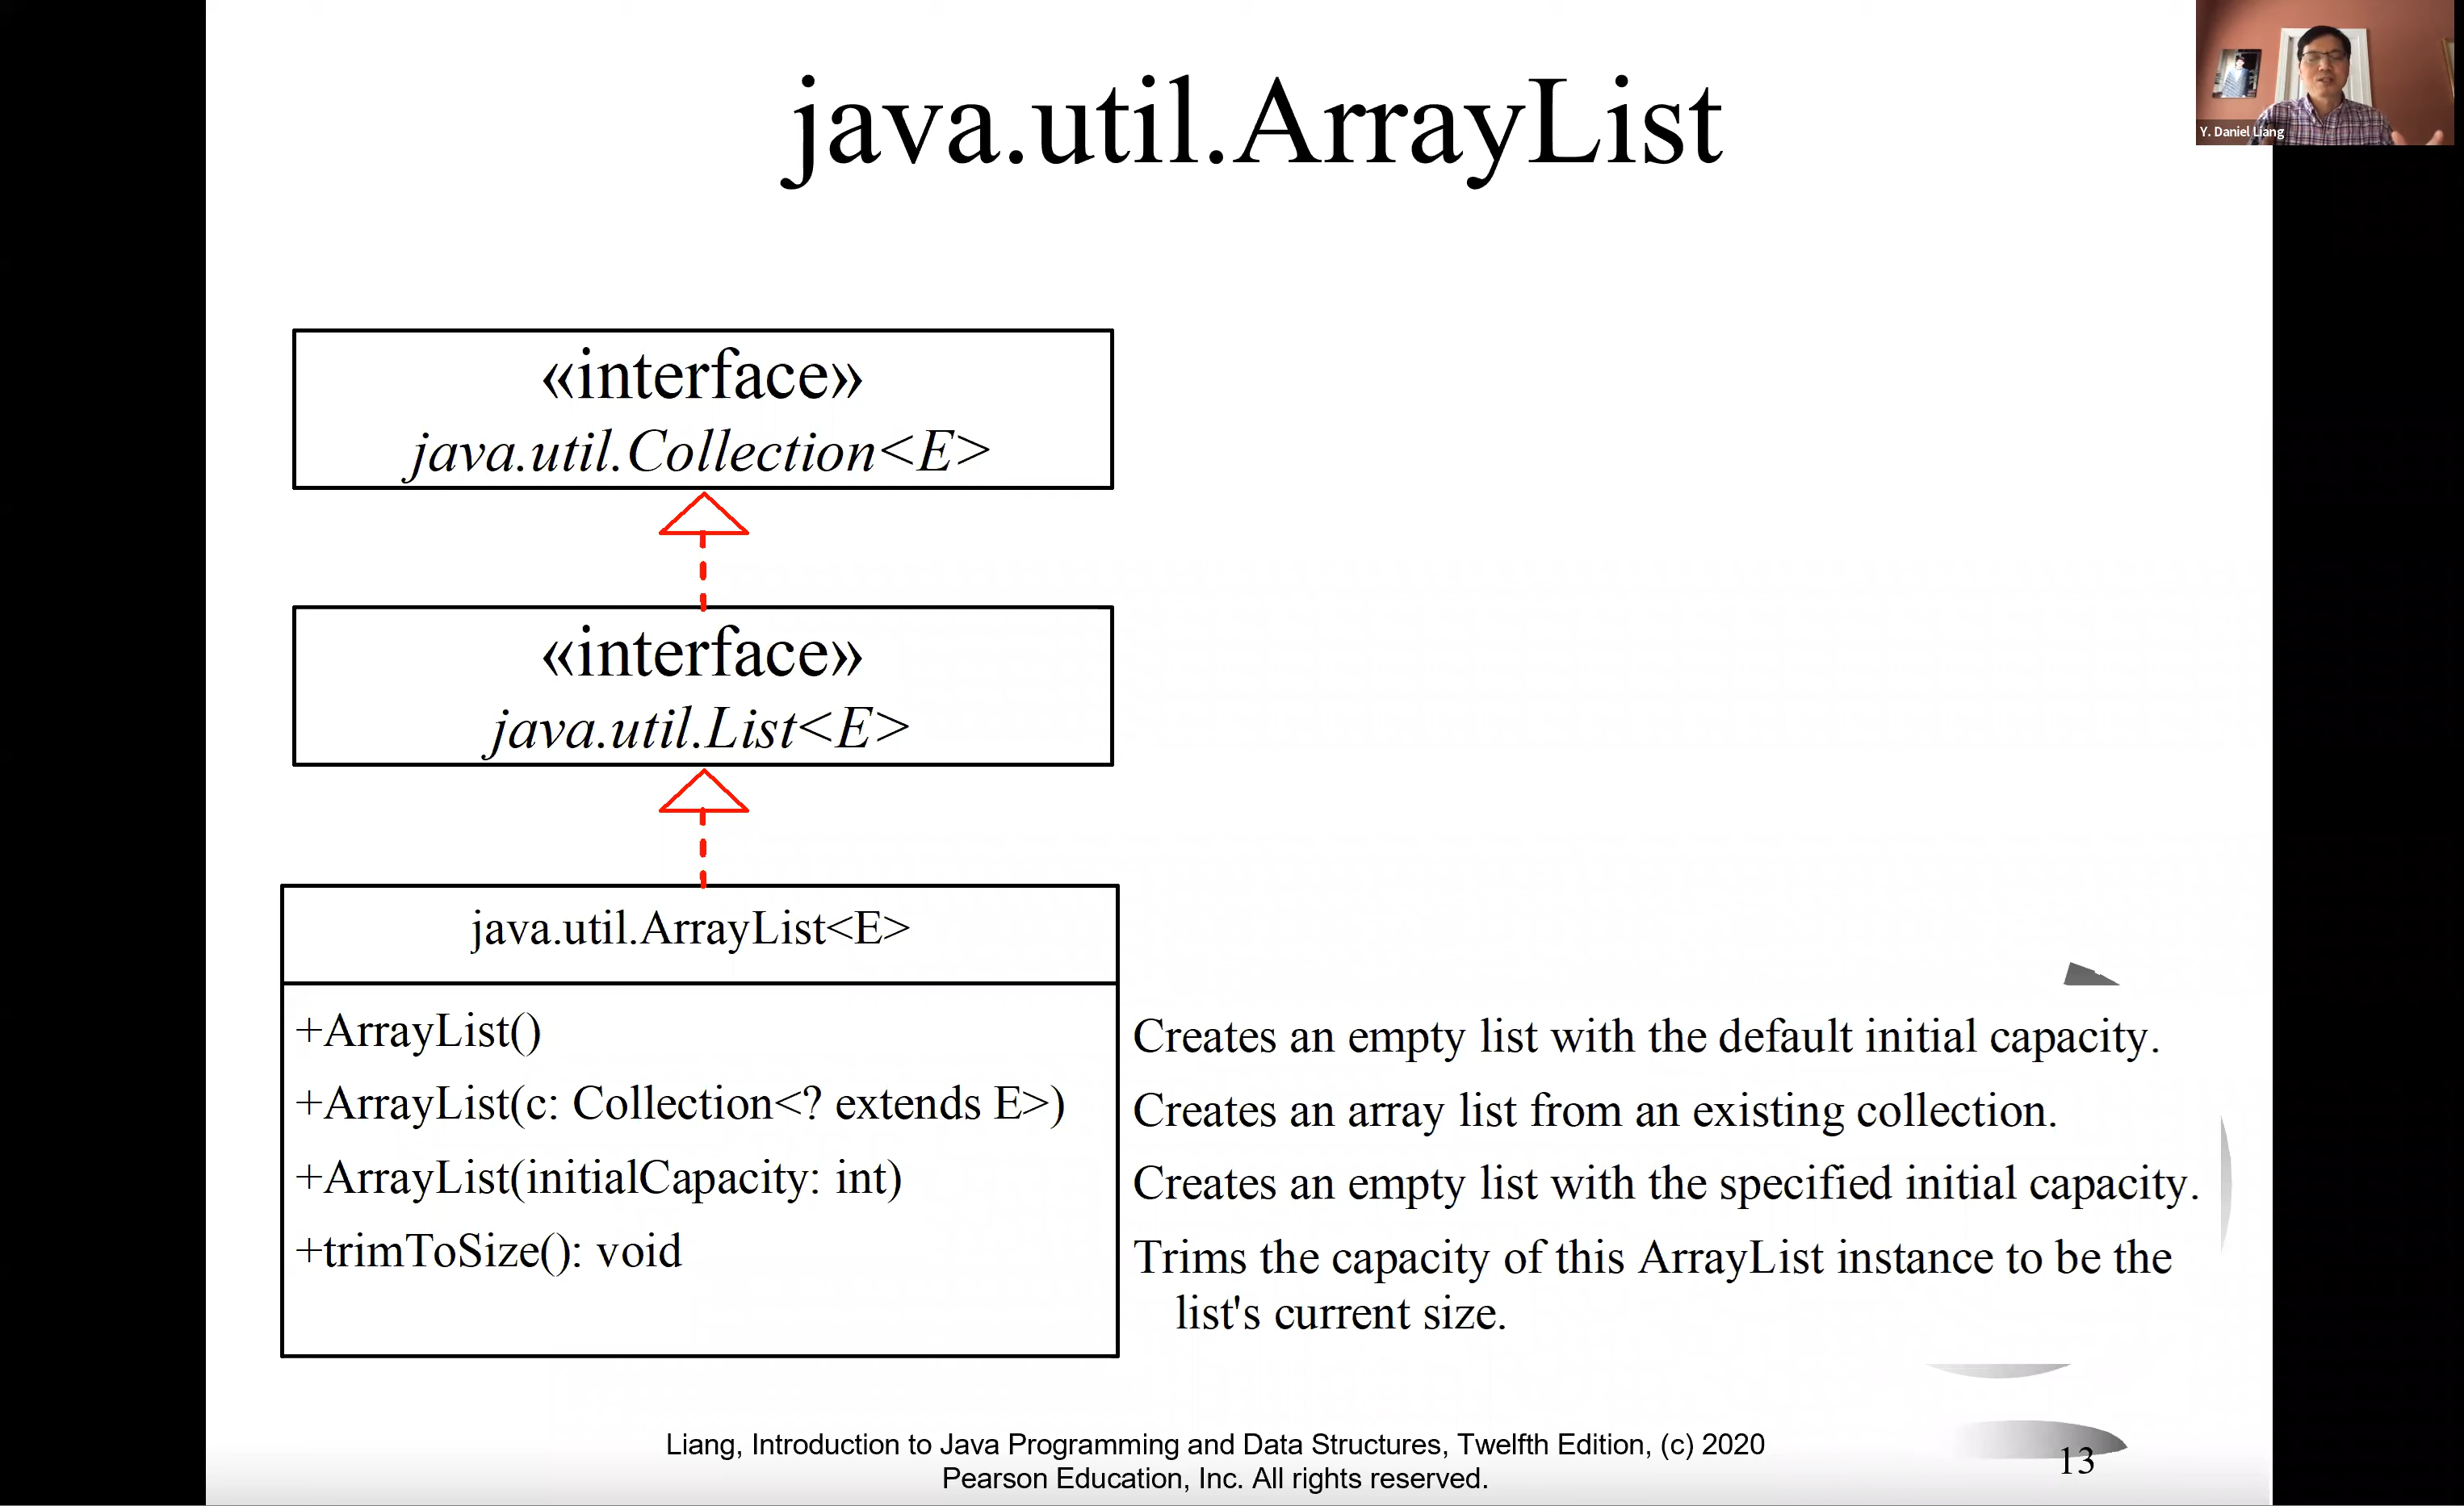 java.util.ArrayList
Y. Daniel Liang
«interface»
java.util.Collection<E>
«interface»
java.util.List<E>
java.util.ArrayList<E>
+ArrayList()
Creates an empty list with the default initial capacity.
+ArrayList(c: Collection<? extends E>)
Creates an array list from an existing collection.
+ArrayList(initialCapacity: int)
Creates an empty list with the specified initial capacity.
+trimToSize(): void
Trims the capacity of this ArrayList instance to be the
list's current size.
Liang, Introduction to Java Programming and Data Structures, Twelfth Edition, (c) 2020
Pearson Education, Inc. All rights reserved.
13